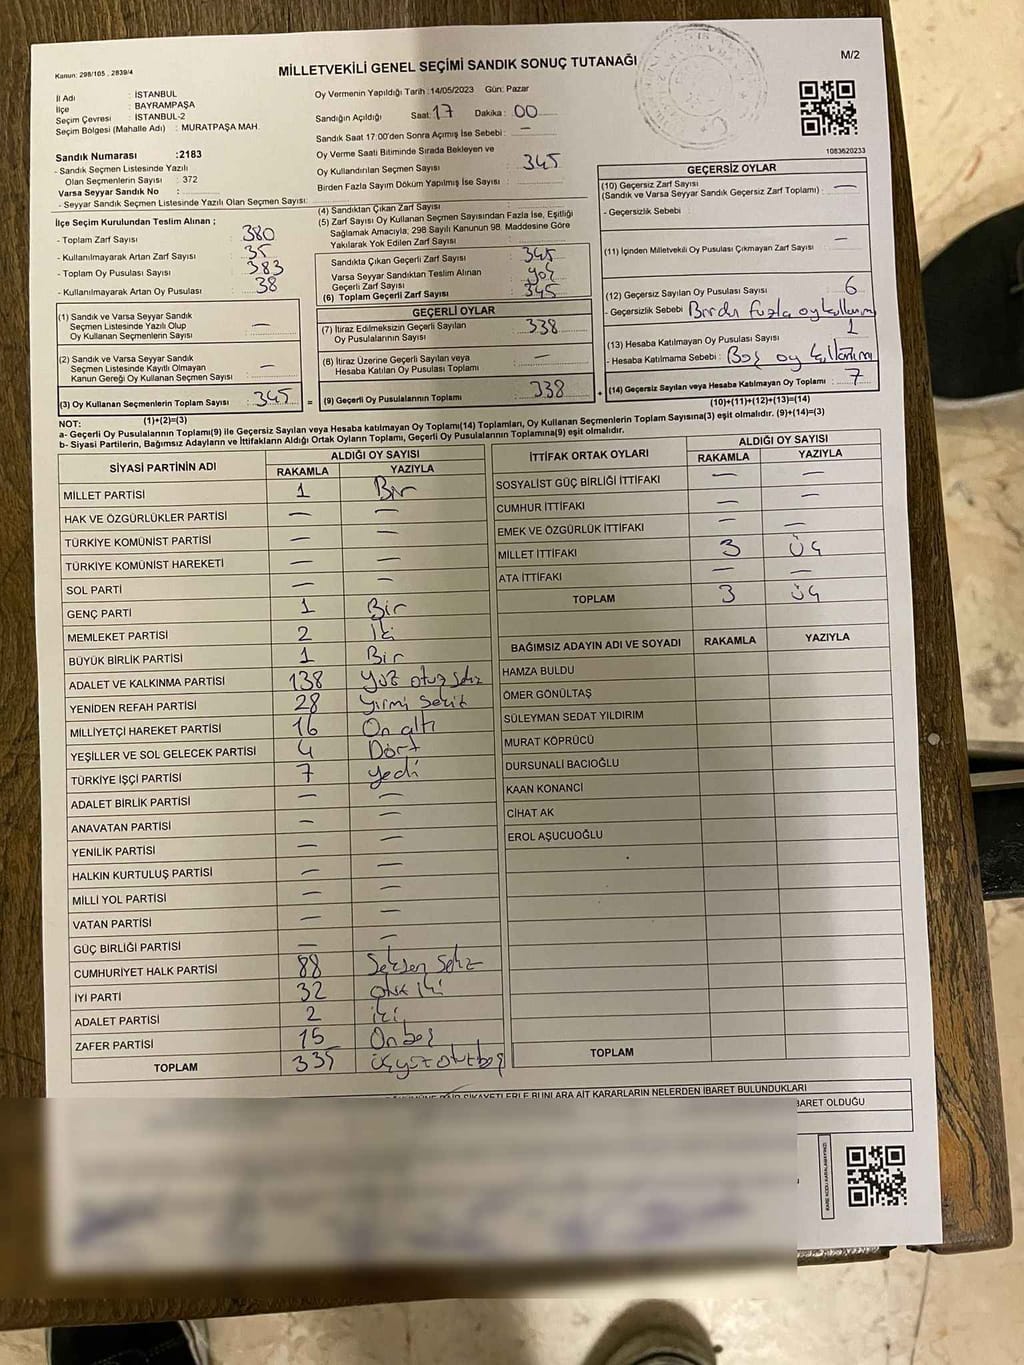 Kanun: 298/105 , 2839/4
MİLLETVEKİLİ GENEL SEÇİMİ SANDIK SONUÇ TUTANAĞI
M/2
İl Adı : İSTANBUL
İlçe : BAYRAMPAŞA
Seçim Çevresi : İSTANBUL-2
Seçim Bölgesi (Mahalle Adı) : MURATPAŞA MAH.
Oy Vermenin Yapıldığı Tarih :14/05/2023 Gün: Pazar
Sandığın Açıldığı Saat: 17 Dakika : 00
Sandık Saat 17:00'den Sonra Açılmış İse Sebebi : —
Oy Verme Saati Bitiminde Sırada Bekleyen ve
Oy Kullandırılan Seçmen Sayısı : 345
Birden Fazla Sayım Döküm Yapılmış İse Sayısı :
1083620233
Sandık Numarası :2183
- Sandık Seçmen Listesinde Yazılı
Olan Seçmenlerin Sayısı : 372
Varsa Seyyar Sandık No :
- Seyyar Sandık Seçmen Listesinde Yazılı Olan Seçmen Sayısı:
İlçe Seçim Kurulundan Teslim Alınan ;
- Toplam Zarf Sayısı : 380
- Kullanılmayarak Artan Zarf Sayısı : 35
- Toplam Oy Pusulası Sayısı : 383
- Kullanılmayarak Artan Oy Pusulası : 38
(4) Sandıktan Çıkan Zarf Sayısı :
(5) Zarf Sayısı Oy Kullanan Seçmen Sayısından Fazla İse, Eşitliği
Sağlamak Amacıyla; 298 Sayılı Kanunun 98. Maddesine Göre
Yakılarak Yok Edilen Zarf Sayısı :
Sandıkta Çıkan Geçerli Zarf Sayısı : 345
Varsa Seyyar Sandıktan Teslim Alınan
Geçerli Zarf Sayısı : yok
(6) Toplam Geçerli Zarf Sayısı : 345
GEÇERSİZ OYLAR
(10) Geçersiz Zarf Sayısı
(Sandık ve Varsa Seyyar Sandık Geçersiz Zarf Toplamı) : —
- Geçersizlik Sebebi :
(11) İçinden Milletvekili Oy Pusulası Çıkmayan Zarf Sayısı : —
(12) Geçersiz Sayılan Oy Pusulası Sayısı : 6
- Geçersizlik Sebebi : Birden fazla oy kullanım
(13) Hesaba Katılmayan Oy Pusulası Sayısı : 1
- Hesaba Katılmama Sebebi : Boş oy kullanımı
(14) Geçersiz Sayılan veya Hesaba Katılmayan Oy Toplamı : 7
(10)+(11)+(12)+(13)=(14)
(1) Sandık ve Varsa Seyyar Sandık
Seçmen Listesinde Yazılı Olup
Oy Kullanan Seçmenlerin Sayısı : —
(2) Sandık ve Varsa Seyyar Sandık
Seçmen Listesinde Kayıtlı Olmayan
Kanun Gereği Oy Kullanan Seçmen Sayısı : —
(3) Oy Kullanan Seçmenlerin Toplam Sayısı : 345 =
(1)+(2)=(3)
GEÇERLİ OYLAR
(7) İtiraz Edilmeksizin Geçerli Sayılan
Oy Pusulası Sayısı : 338
(8) İtiraz Üzerine Geçerli Sayılan veya
Hesaba Katılan Oy Pusulası Toplamı : —
(9) Geçerli Oy Pusulalarının Toplamı : 338 +
NOT:
a- Geçerli Oy Pusulalarının Toplamı(9) ile Geçersiz Sayılan veya Hesaba Katılmayan Oy Toplamı(14) Toplamları, Oy Kullanan Seçmenlerin Toplam Sayısına(3) eşit olmalıdır. (9)+(14)=(3)
b- Siyasi Partilerin, Bağımsız Adayların ve İttifakların Aldığı Ortak Oyların Toplamı, Geçerli Oy Pusulalarının Toplamına(9) eşit olmalıdır.
SİYASİ PARTİNİN ADI ALDIĞI OY SAYISI
RAKAMLA YAZIYLA
MİLLET PARTİSİ 1 Bir
HAK VE ÖZGÜRLÜKLER PARTİSİ — —
TÜRKİYE KOMÜNİST PARTİSİ — —
TÜRKİYE KOMÜNİST HAREKETİ — —
SOL PARTİ — —
GENÇ PARTİ 1 Bir
MEMLEKET PARTİSİ 2 İki
BÜYÜK BİRLİK PARTİSİ 1 Bir
ADALET VE KALKINMA PARTİSİ 138 yüz otuz sekiz
YENİDEN REFAH PARTİSİ 28 yirmi sekiz
MİLLİYETÇİ HAREKET PARTİSİ 16 On altı
YEŞİLLER VE SOL GELECEK PARTİSİ 4 Dört
TÜRKİYE İŞÇİ PARTİSİ 7 yedi
ADALET BİRLİK PARTİSİ — —
ANAVATAN PARTİSİ — —
YENİLİK PARTİSİ — —
HALKIN KURTULUŞ PARTİSİ — —
MİLLİ YOL PARTİSİ — —
VATAN PARTİSİ — —
GÜÇ BİRLİĞİ PARTİSİ — —
CUMHURİYET HALK PARTİSİ 88 Seksen Sekiz
İYİ PARTİ 32 otuz iki
ADALET PARTİSİ 2 iki
ZAFER PARTİSİ 15 On beş
TOPLAM 335 üçyüz otuz beş
İTTİFAK ORTAK OYLARI ALDIĞI OY SAYISI
RAKAMLA YAZIYLA
SOSYALİST GÜÇ BİRLİĞİ İTTİFAKI — —
CUMHUR İTTİFAKI — —
EMEK VE ÖZGÜRLÜK İTTİFAKI — —
MİLLET İTTİFAKI 3 üç
ATA İTTİFAKI — —
TOPLAM 3 üç
BAĞIMSIZ ADAYIN ADI VE SOYADI RAKAMLA YAZIYLA
HAMZA BULDU
ÖMER GÖNÜLTAŞ
SÜLEYMAN SEDAT YILDIRIM
MURAT KÖPRÜCÜ
DURSUNALİ BACIOĞLU
KAAN KONANCİ
CİHAT AK
EROL AŞUCUOĞLU
TOPLAM
ŞİKAYETLERLE BUNLARA AİT KARARLARIN NELERDEN İBARET BULUNDUKLARI
BARET OLDUĞU